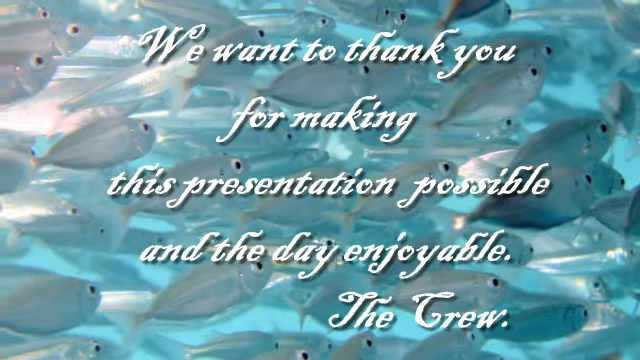 We want to thank you
for making
this presentation possible
and the day enjoyable.
The Crew.